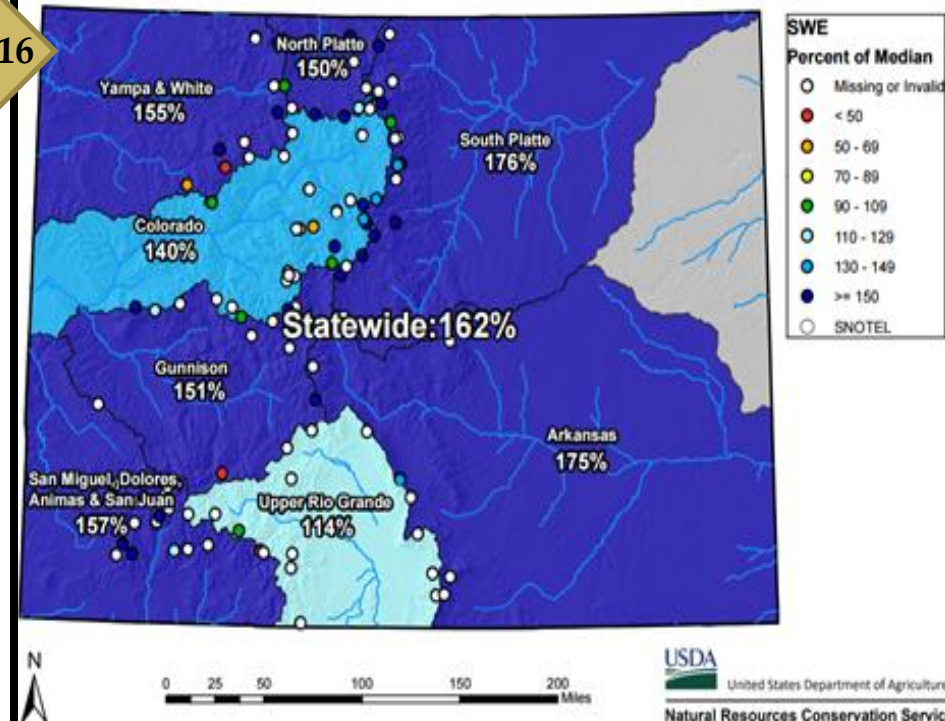 16
North Platte
150%
Yampa & White
155%
South Platte
176%
Colorado
140%
Statewide:162%
Gunnison
151%
Arkansas
175%
San Miguel, Dolores,
Animas & San Juan
157%
Upper Rio Grande
114%
SWE
Percent of Median
Missing or Invalid
< 50
50 - 69
70 - 89
90 - 109
110 - 129
130 - 149
>= 150
SNOTEL
N
0 25 50 100 150 200
Miles
USDA
United States Department of Agriculture
Natural Resources Conservation Servic